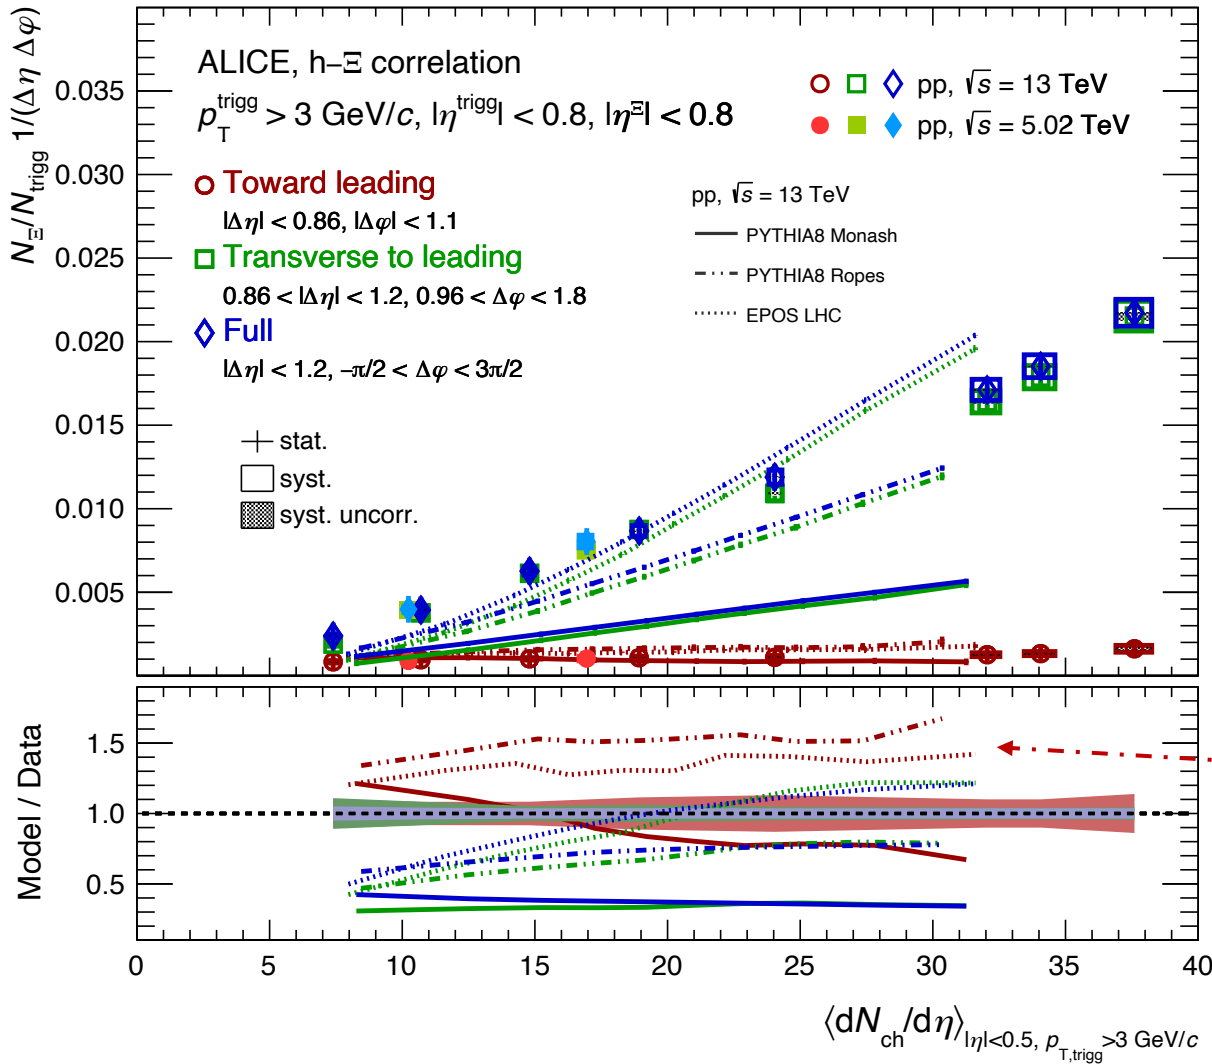 N_Ξ/N_trigg 1/(Δη Δφ)
0.035
0.030
0.025
0.020
0.015
0.010
0.005
ALICE, h–Ξ correlation
p_T^trigg > 3 GeV/c, |η^trigg| < 0.8, |η^Ξ| < 0.8
pp, √s = 13 TeV
pp, √s = 5.02 TeV
Toward leading
|Δη| < 0.86, |Δφ| < 1.1
Transverse to leading
0.86 < |Δη| < 1.2, 0.96 < Δφ < 1.8
Full
|Δη| < 1.2, –π/2 < Δφ < 3π/2
pp, √s = 13 TeV
PYTHIA8 Monash
PYTHIA8 Ropes
EPOS LHC
stat.
syst.
syst. uncorr.
Model / Data
1.5
1.0
0.5
0 5 10 15 20 25 30 35 40
⟨dN_ch/dη⟩_|η|<0.5, p_T,trigg>3 GeV/c